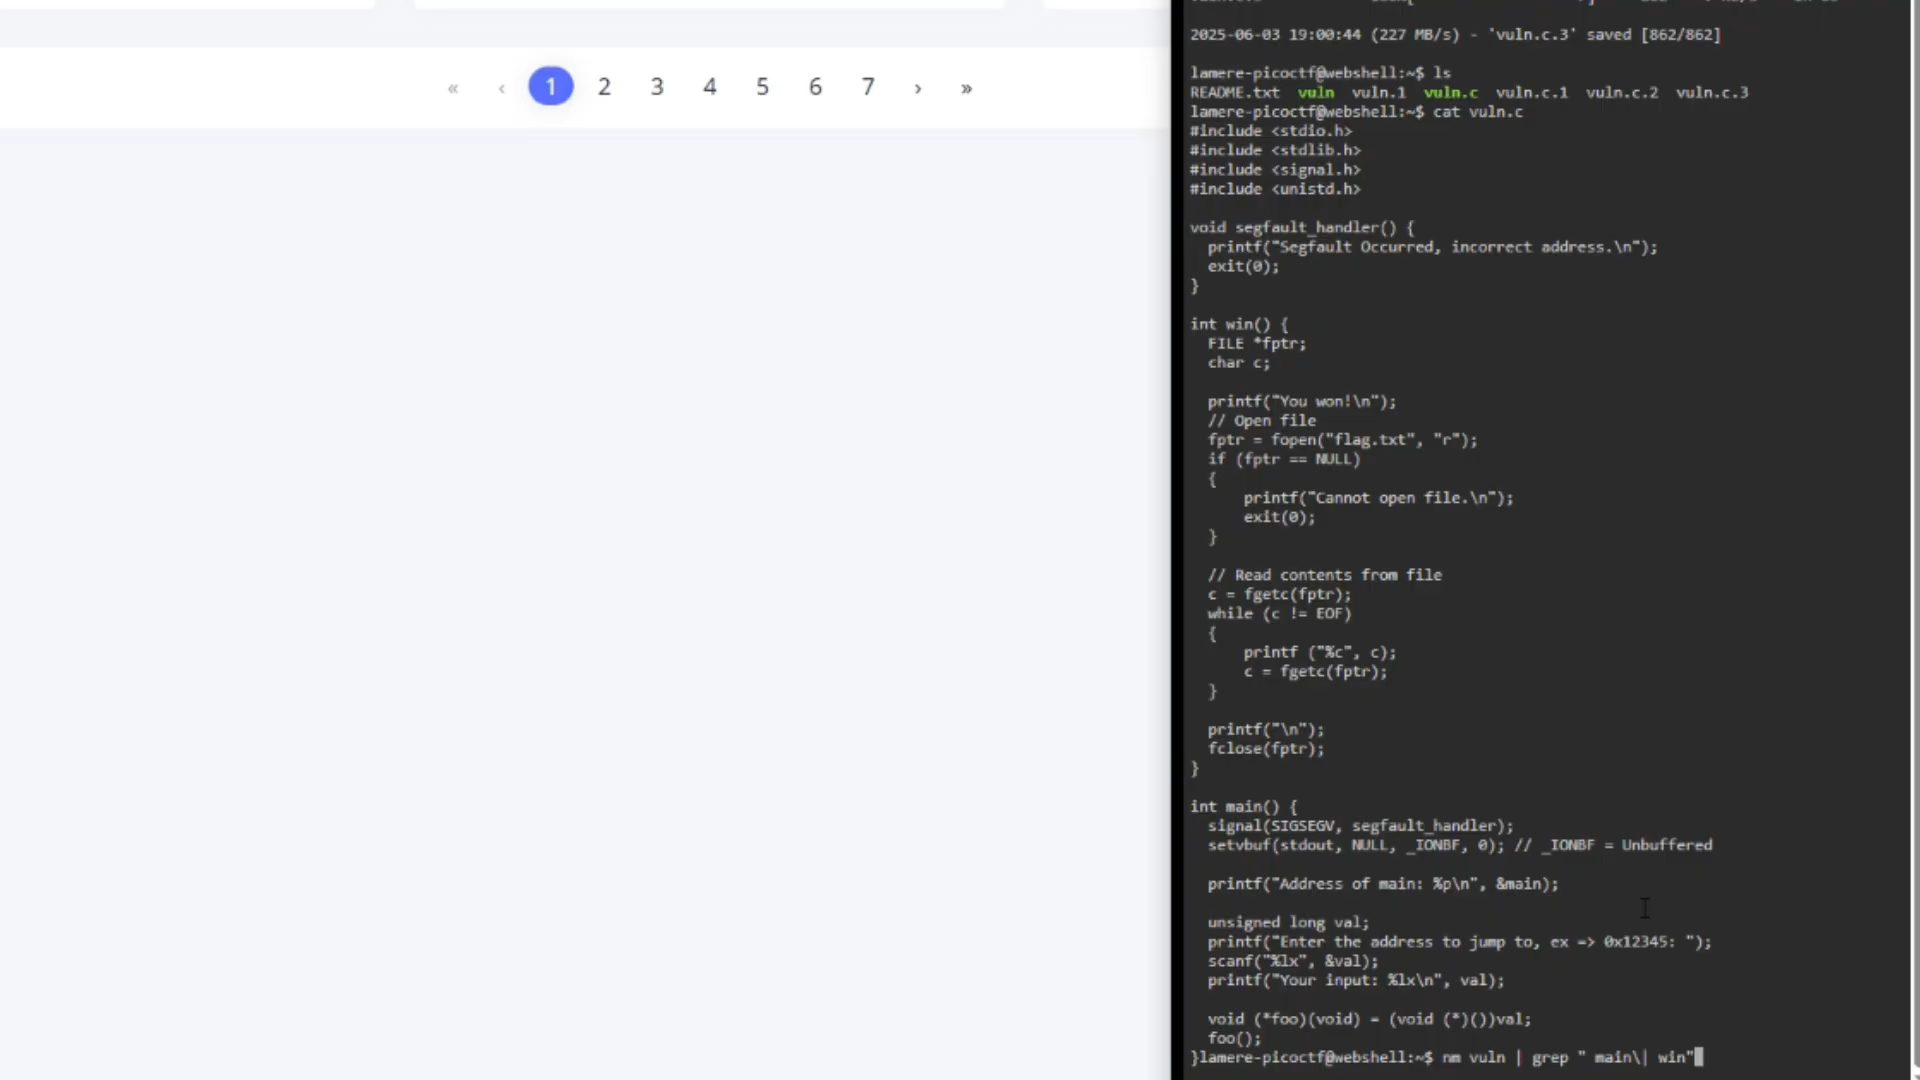 « ‹ 1 2 3 4 5 6 7 › »
2025-06-03 19:00:44 (227 MB/s) - 'vuln.c.3' saved [862/862]
lamere-picoctf@webshell:~$ ls
README.txt  vuln  vuln.1  vuln.c  vuln.c.1  vuln.c.2  vuln.c.3
lamere-picoctf@webshell:~$ cat vuln.c
#include <stdio.h>
#include <stdlib.h>
#include <signal.h>
#include <unistd.h>
void segfault_handler() {
  printf("Segfault Occurred, incorrect address.\n");
  exit(0);
}
int win() {
  FILE *fptr;
  char c;
  printf("You won!\n");
  // Open file
  fptr = fopen("flag.txt", "r");
  if (fptr == NULL)
  {
      printf("Cannot open file.\n");
      exit(0);
  }
  // Read contents from file
  c = fgetc(fptr);
  while (c != EOF)
  {
      printf ("%c", c);
      c = fgetc(fptr);
  }
  printf("\n");
  fclose(fptr);
}
int main() {
  signal(SIGSEGV, segfault_handler);
  setvbuf(stdout, NULL, _IONBF, 0); // _IONBF = Unbuffered
  printf("Address of main: %p\n", &main);
  unsigned long val;
  printf("Enter the address to jump to, ex => 0x12345: ");
  scanf("%lx", &val);
  printf("Your input: %lx\n", val);
  void (*foo)(void) = (void (*)())val;
  foo();
}lamere-picoctf@webshell:~$ nm vuln | grep " main\| win"